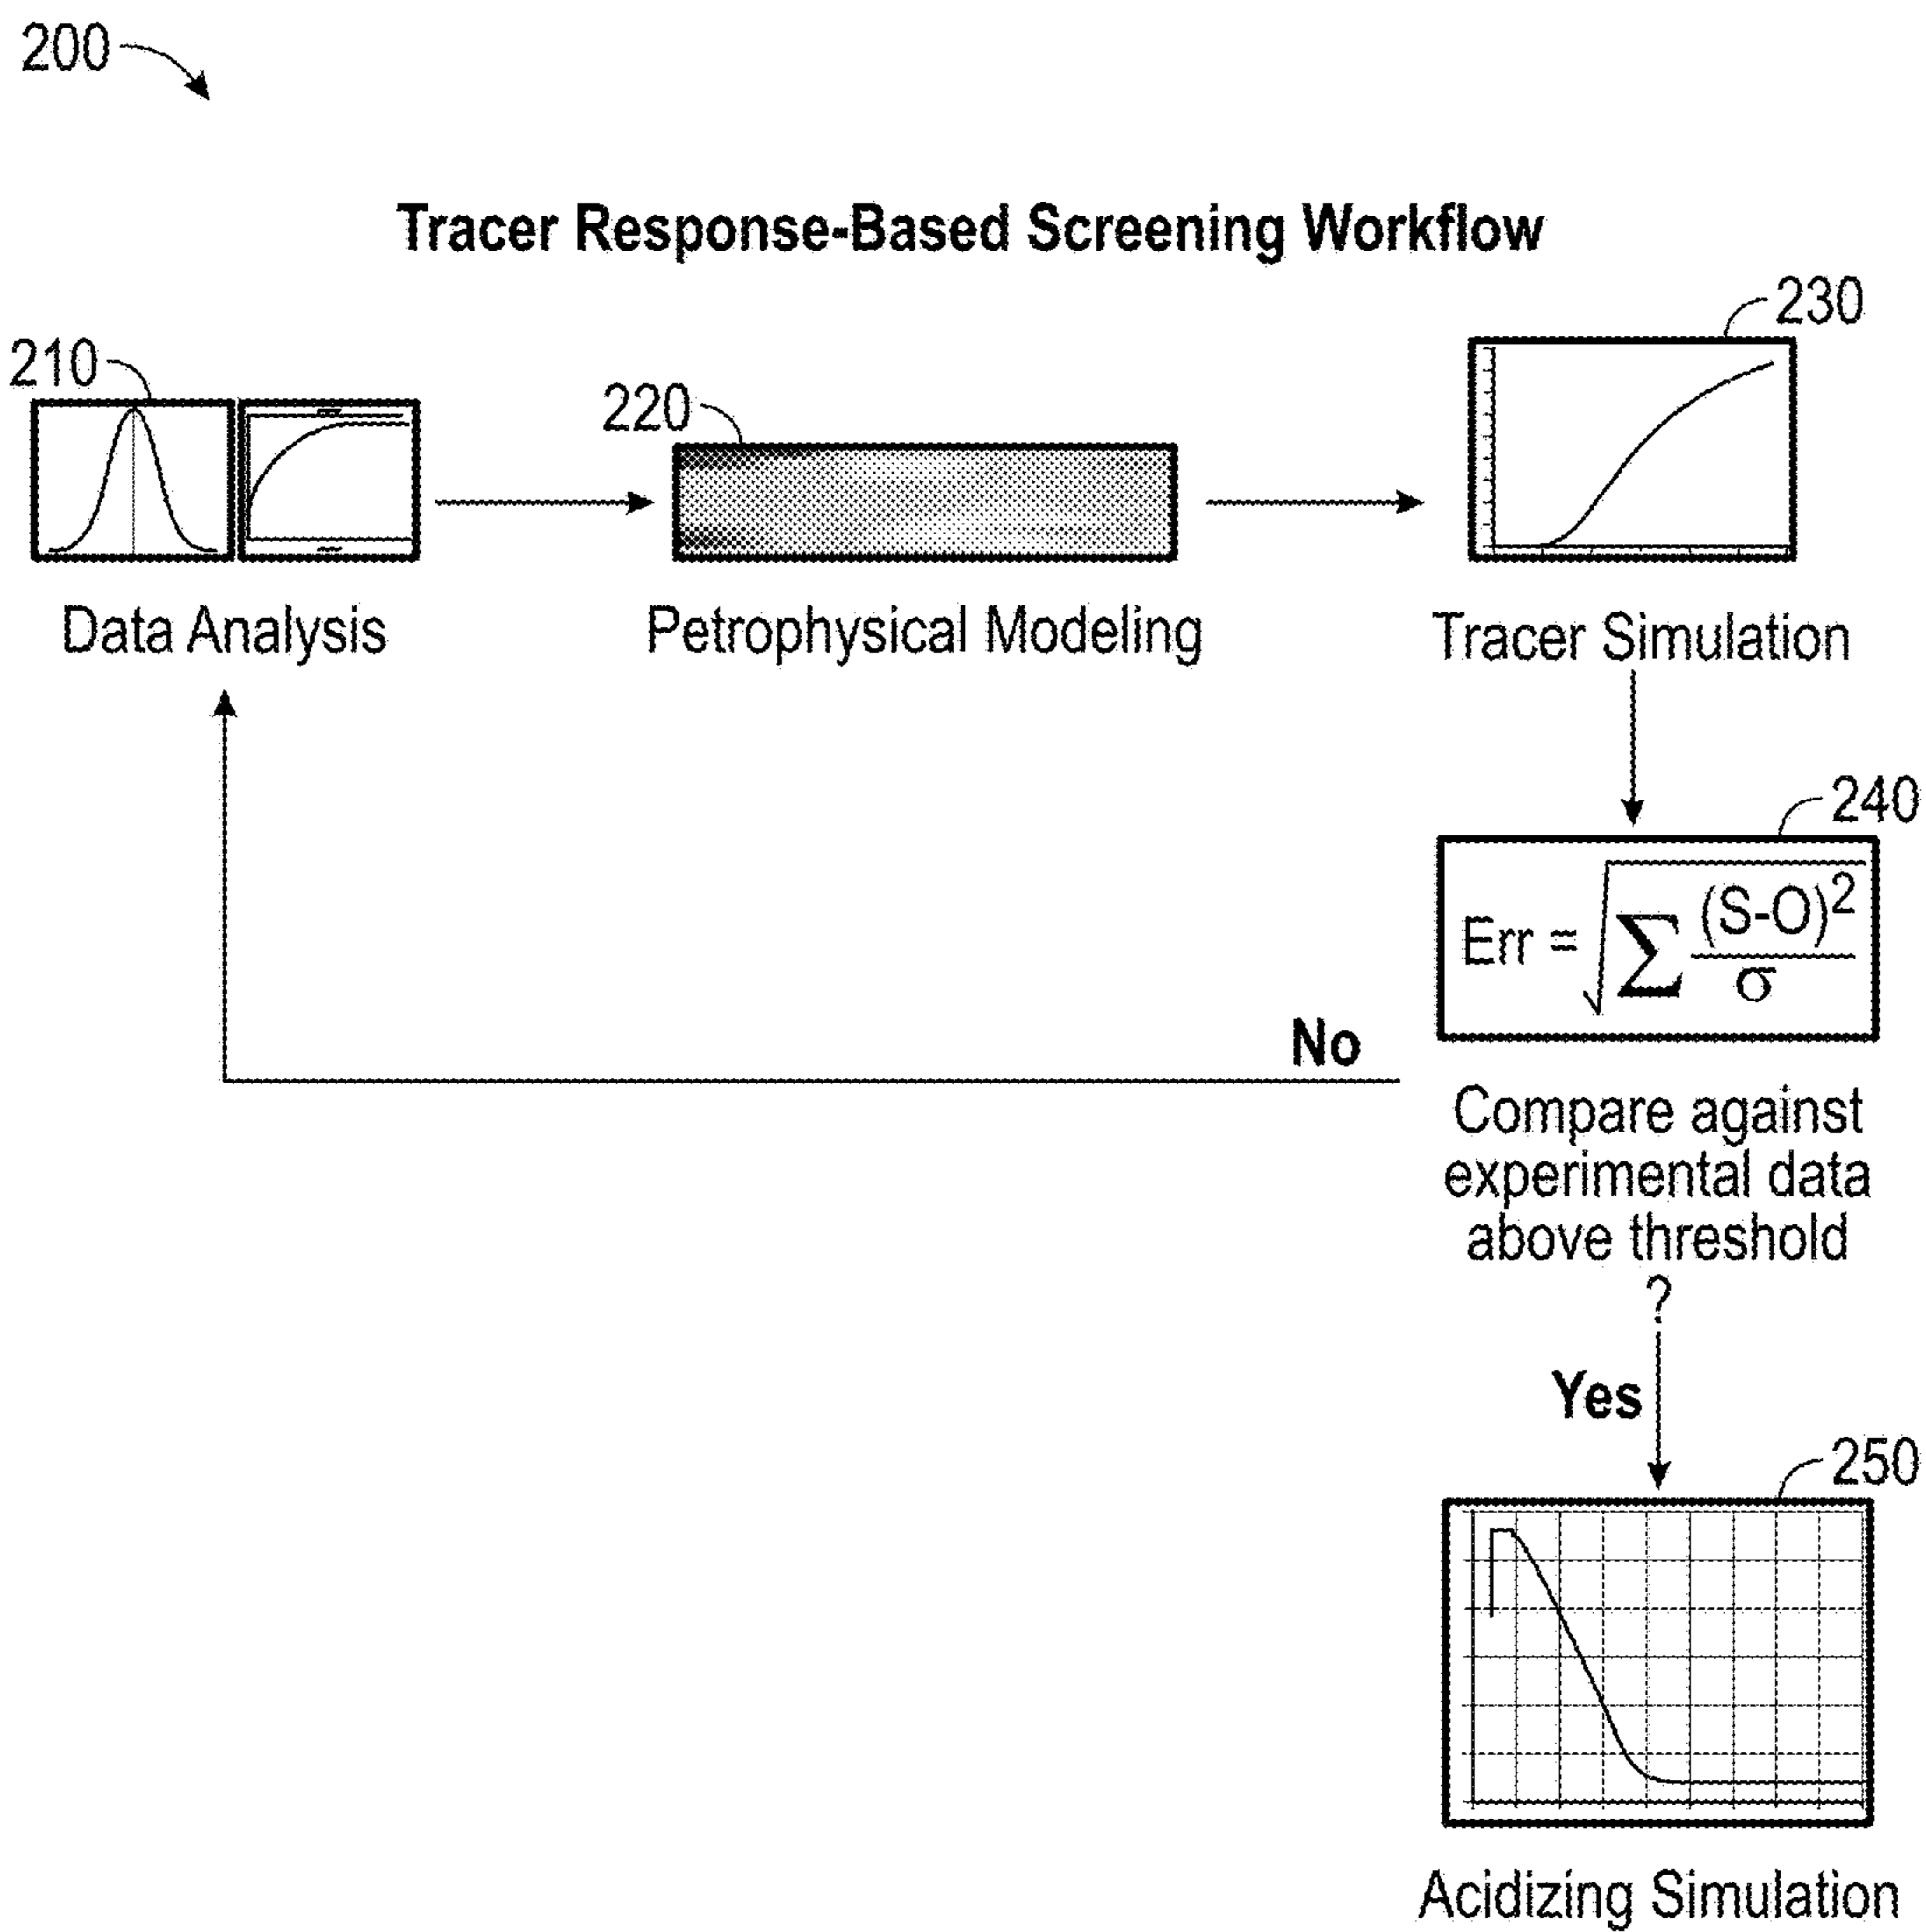 200
Tracer Response-Based Screening Workflow
210
220
230
Data Analysis
Petrophysical Modeling
Tracer Simulation
240
Err = √∑ (S-O)² / σ
No
Compare against
experimental data
above threshold
?
Yes
250
Acidizing Simulation